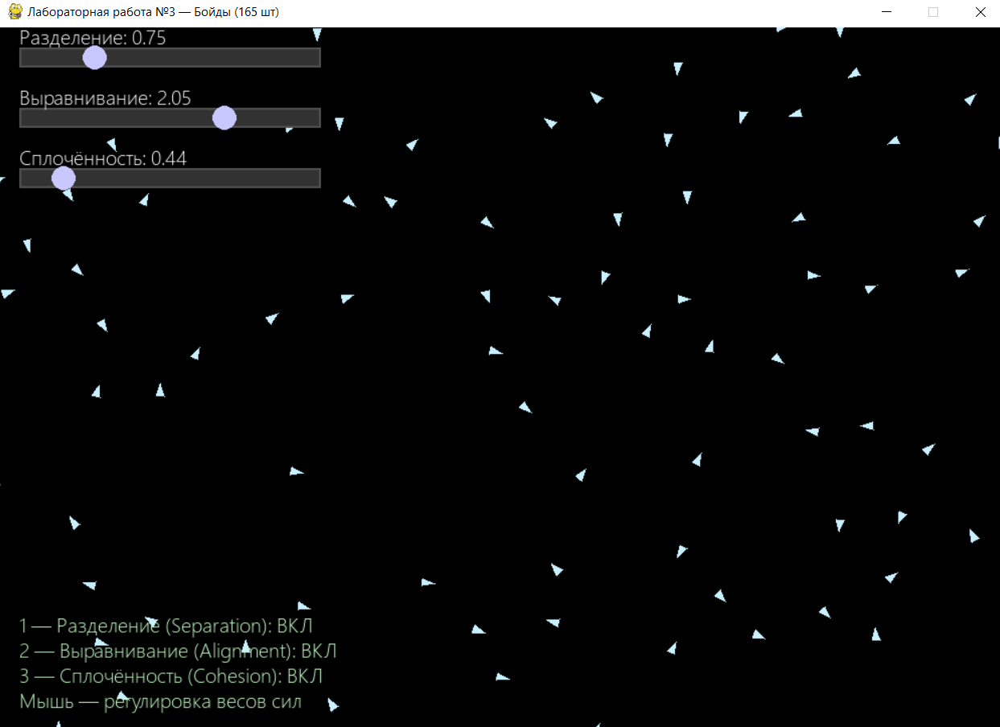 Лабораторная работа №3 — Бойды (165 шт)
Разделение: 0.75
Выравнивание: 2.05
Сплочённость: 0.44
1 — Разделение (Separation): ВКЛ
2 — Выравнивание (Alignment): ВКЛ
3 — Сплочённость (Cohesion): ВКЛ
Мышь — регулировка весов сил